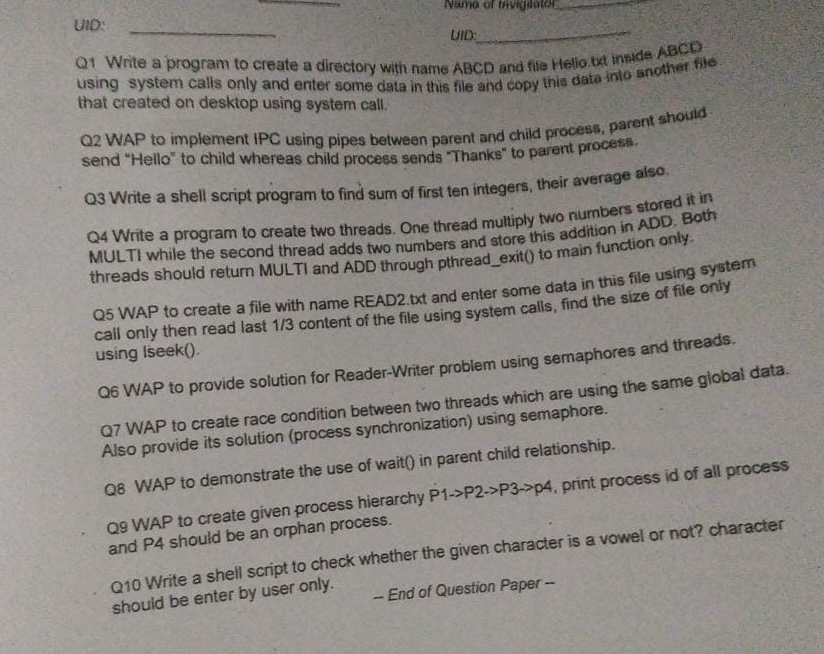 Name of Invigilator
UID:
UID:
Q1 Write a program to create a directory with name ABCD and file Hello.txt inside ABCD
using system calls only and enter some data in this file and copy this data into another file
that created on desktop using system call.
Q2 WAP to implement IPC using pipes between parent and child process, parent should
send "Hello" to child whereas child process sends "Thanks" to parent process.
Q3 Write a shell script program to find sum of first ten integers, their average also.
Q4 Write a program to create two threads. One thread multiply two numbers stored it in
MULTI while the second thread adds two numbers and store this addition in ADD. Both
threads should return MULTI and ADD through pthread_exit() to main function only.
Q5 WAP to create a file with name READ2.txt and enter some data in this file using system
call only then read last 1/3 content of the file using system calls, find the size of file only
using lseek().
Q6 WAP to provide solution for Reader-Writer problem using semaphores and threads.
Q7 WAP to create race condition between two threads which are using the same global data.
Also provide its solution (process synchronization) using semaphore.
Q8 WAP to demonstrate the use of wait() in parent child relationship.
Q9 WAP to create given process hierarchy P1->P2->P3->p4, print process id of all process
and P4 should be an orphan process.
Q10 Write a shell script to check whether the given character is a vowel or not? character
should be enter by user only.
-- End of Question Paper --